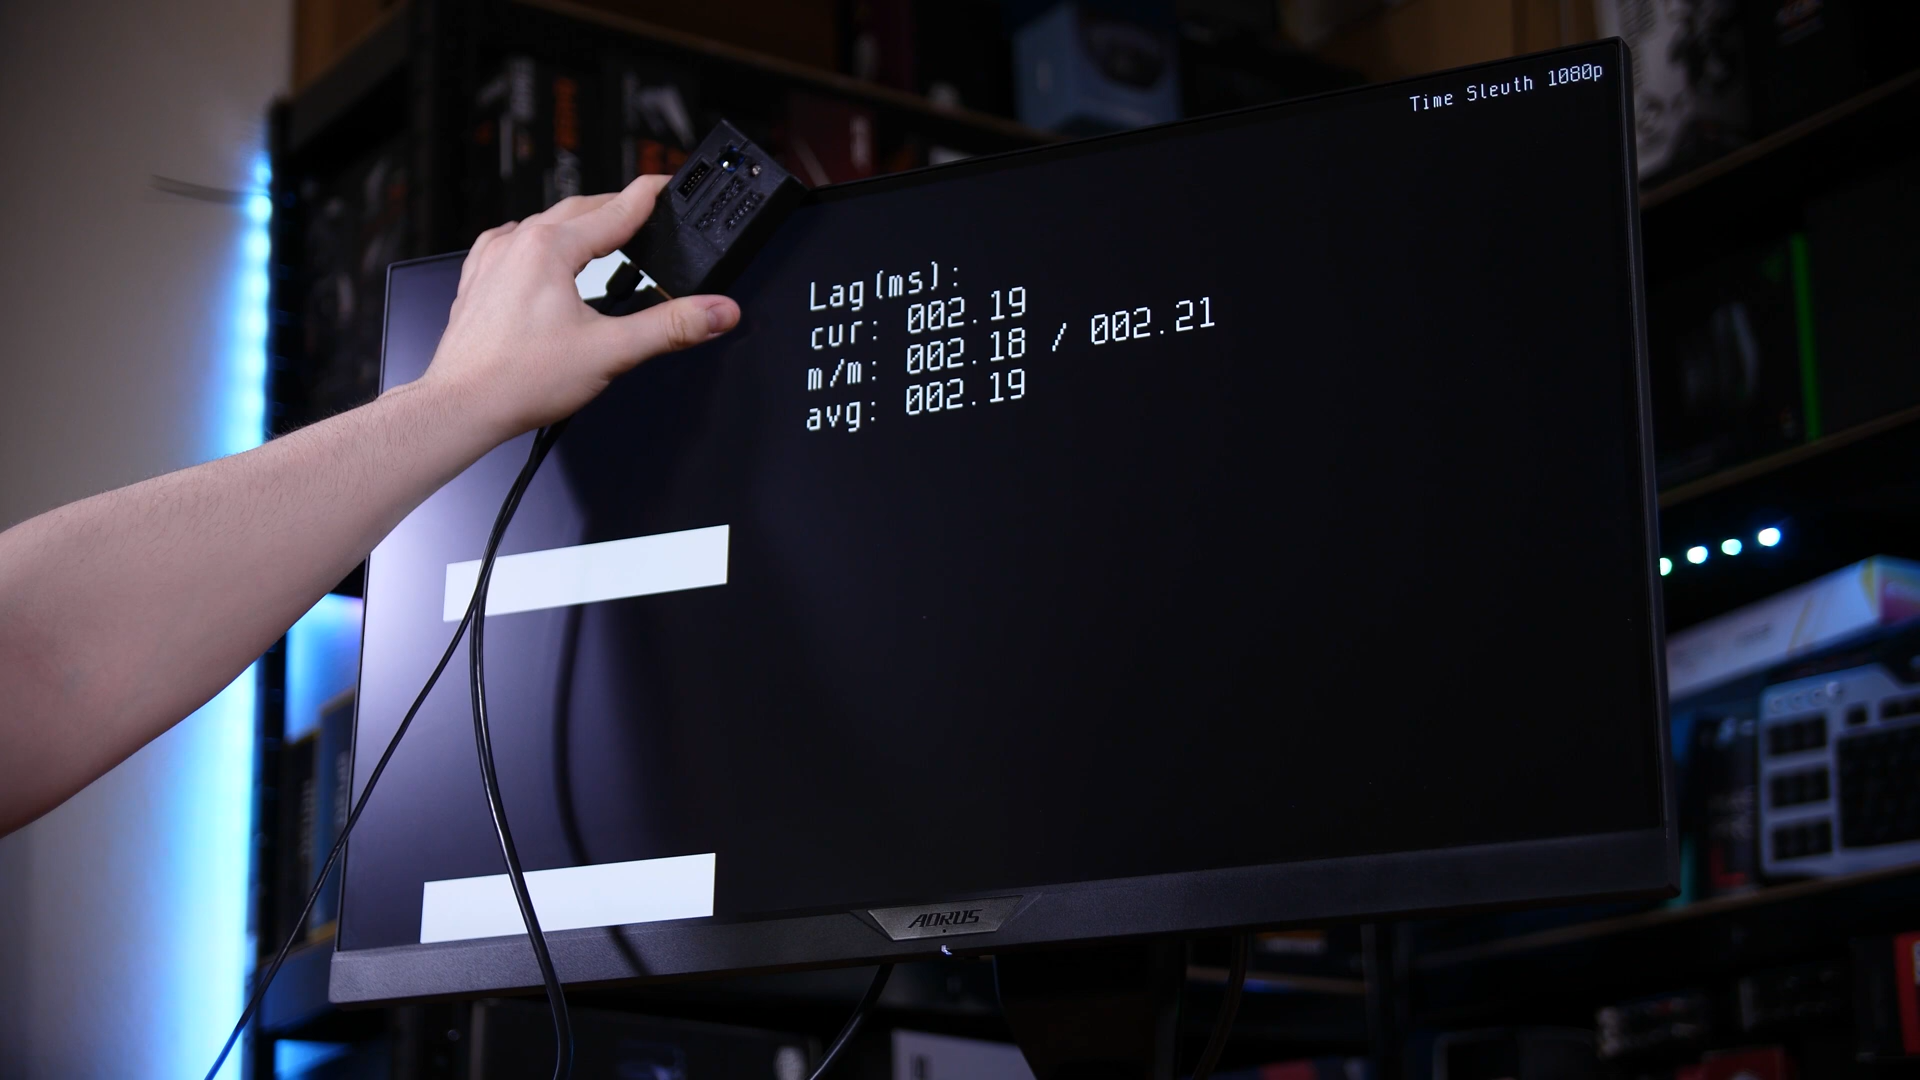 Time Sleuth 1080p
Lag(ms):
cur: 002.19
m/m: 002.18 / 002.21
avg: 002.19
AORUS